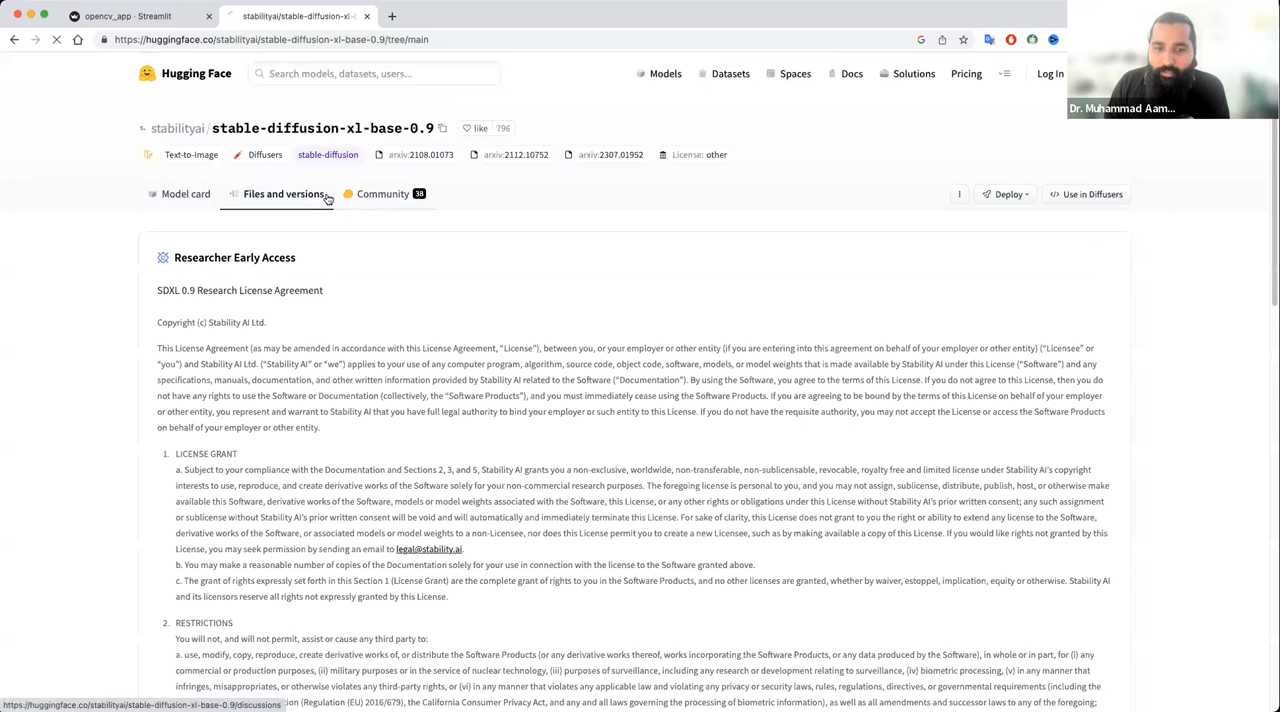 opencv_app · Streamlit
stabilityai/stable-diffusion-xl-b
https://huggingface.co/stabilityai/stable-diffusion-xl-base-0.9/tree/main
Hugging Face
Search models, datasets, users...
Models
Datasets
Spaces
Docs
Solutions
Pricing
Log In
Dr. Muhammad Aam...
stabilityai/stable-diffusion-xl-base-0.9
like 796
Text-to-Image
Diffusers
stable-diffusion
arxiv:2108.01073
arxiv:2112.10752
arxiv:2307.01952
License: other
Model card
Files and versions
Community 38
Deploy
</> Use in Diffusers
Researcher Early Access
SDXL 0.9 Research License Agreement
Copyright (c) Stability AI Ltd.
This License Agreement (as may be amended in accordance with this License Agreement, “License”), between you, or your employer or other entity (if you are entering into this agreement on behalf of your employer or other entity) (“Licensee” or
“you”) and Stability AI Ltd. (“Stability AI” or “we”) applies to your use of any computer program, algorithm, source code, object code, software, models, or model weights that is made available by Stability AI under this License (“Software”) and any
specifications, manuals, documentation, and other written information provided by Stability AI related to the Software (“Documentation”). By using the Software, you agree to the terms of this License. If you do not agree to this License, then you do
not have any rights to use the Software or Documentation (collectively, the “Software Products”), and you must immediately cease using the Software Products. If you are agreeing to be bound by the terms of this License on behalf of your employer
or other entity, you represent and warrant to Stability AI that you have full legal authority to bind your employer or such entity to this License. If you do not have the requisite authority, you may not accept the License or access the Software Products
on behalf of your employer or other entity.
1. LICENSE GRANT
a. Subject to your compliance with the Documentation and Sections 2, 3, and 5, Stability AI grants you a non-exclusive, worldwide, non-transferable, non-sublicensable, revocable, royalty free and limited license under Stability AI’s copyright
interests to use, reproduce, and create derivative works of the Software solely for your non-commercial research purposes. The foregoing license is personal to you, and you may not assign, sublicense, distribute, publish, host, or otherwise make
available this Software, derivative works of the Software, models or model weights associated with the Software, this License, or any other rights or obligations under this License without Stability AI’s prior written consent; any such assignment
or sublicense without Stability AI’s prior written consent will be void and will automatically and immediately terminate this License. For sake of clarity, this License does not grant to you the right or ability to extend any license to the Software,
derivative works of the Software, or associated models or model weights to a non-Licensee, nor does this License permit you to create a new Licensee, such as by making available a copy of this License. If you would like rights not granted by this
License, you may seek permission by sending an email to legal@stability.ai.
b. You may make a reasonable number of copies of the Documentation solely for your use in connection with the license to the Software granted above.
c. The grant of rights expressly set forth in this Section 1 (License Grant) are the complete grant of rights to you in the Software Products, and no other licenses are granted, whether by waiver, estoppel, implication, equity or otherwise. Stability AI
and its licensors reserve all rights not expressly granted by this License.
2. RESTRICTIONS
You will not, and will not permit, assist or cause any third party to:
a. use, modify, copy, reproduce, create derivative works of, or distribute the Software Products (or any derivative works thereof, works incorporating the Software Products, or any data produced by the Software), in whole or in part, for (i) any
commercial or production purposes, (ii) military purposes or in the service of nuclear technology, (iii) purposes of surveillance, including any research or development relating to surveillance, (iv) biometric processing, (v) in any manner that
infringes, misappropriates, or otherwise violates any third-party rights, or (vi) in any manner that violates any applicable law and violating any privacy or security laws, rules, regulations, directives, or governmental requirements (including the
(Regulation (EU) 2016/679), the California Consumer Privacy Act, and any and all laws governing the processing of biometric information), as well as all amendments and successor laws to any of the foregoing;
https://huggingface.co/stabilityai/stable-diffusion-xl-base-0.9/discussions